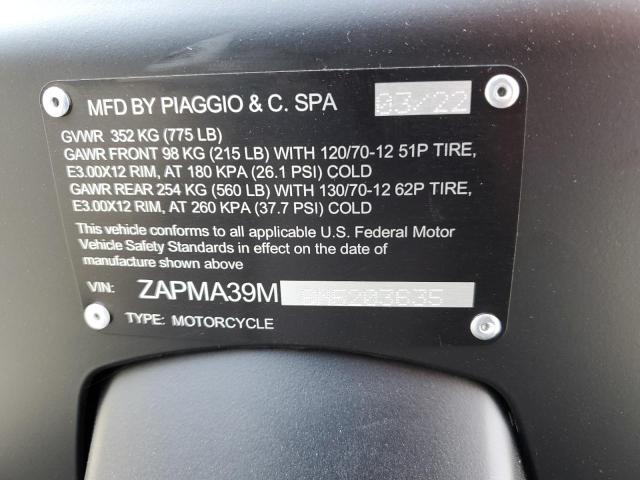 MFD BY PIAGGIO & C. SPA 03/22
GVWR 352 KG (775 LB)
GAWR FRONT 98 KG (215 LB) WITH 120/70-12 51P TIRE,
E3.00X12 RIM, AT 180 KPA (26.1 PSI) COLD
GAWR REAR 254 KG (560 LB) WITH 130/70-12 62P TIRE,
E3.00X12 RIM, AT 260 KPA (37.7 PSI) COLD
This vehicle conforms to all applicable U.S. Federal Motor
Vehicle Safety Standards in effect on the date of
manufacture shown above
VIN: ZAPMA39M
TYPE: MOTORCYCLE